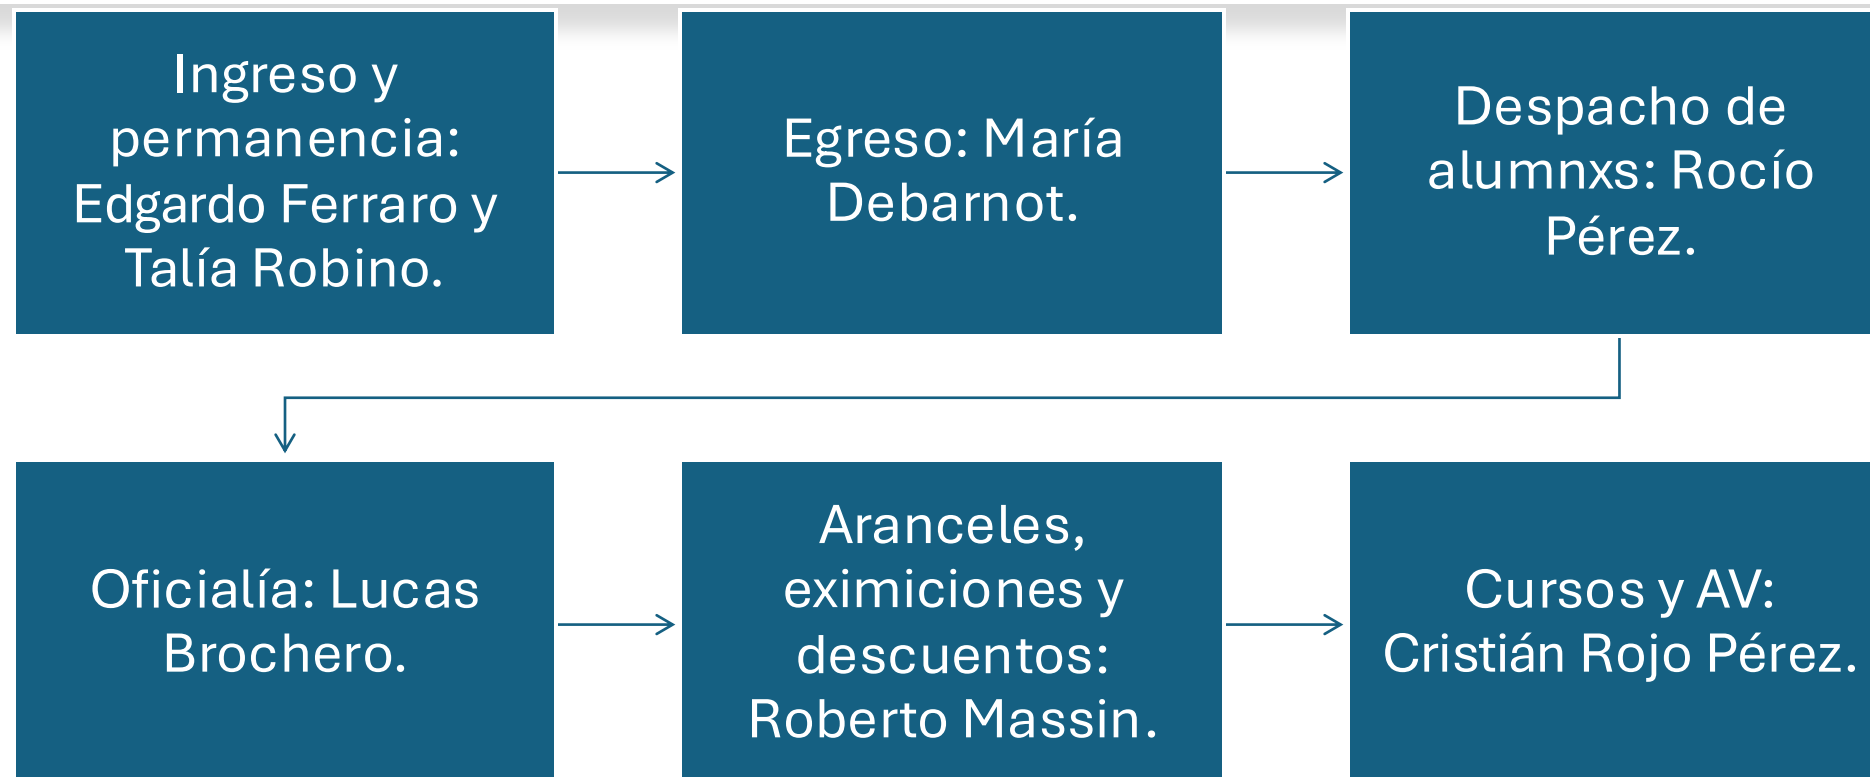 Ingreso y
permanencia:
Edgardo Ferraro y
Talía Robino.
Egreso: María
Debarnot.
Despacho de
alumnxs: Rocío
Pérez.
Oficialía: Lucas
Brochero.
Aranceles,
eximiciones y
descuentos:
Roberto Massin.
Cursos y AV:
Cristián Rojo Pérez.